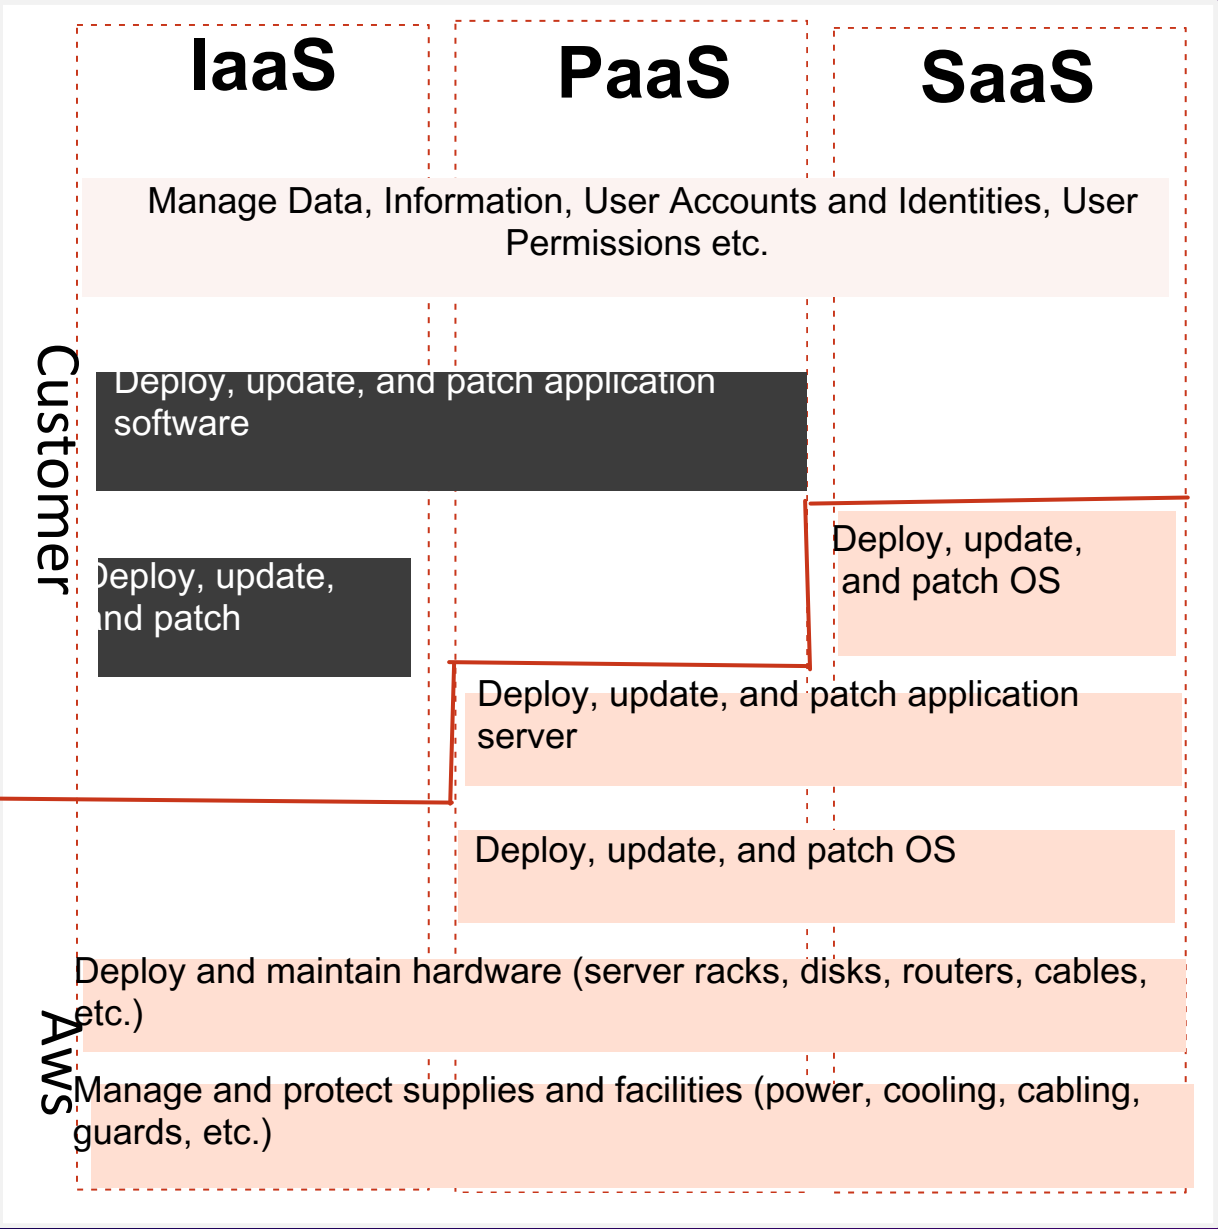 IaaS
PaaS
SaaS
Manage Data, Information, User Accounts and Identities, User
Permissions etc.
Customer
Deploy, update, and patch application
software
Deploy, update,
and patch OS
Deploy, update,
and patch
Deploy, update, and patch application
server
Deploy, update, and patch OS
Deploy and maintain hardware (server racks, disks, routers, cables,
etc.)
Aws
Manage and protect supplies and facilities (power, cooling, cabling,
guards, etc.)